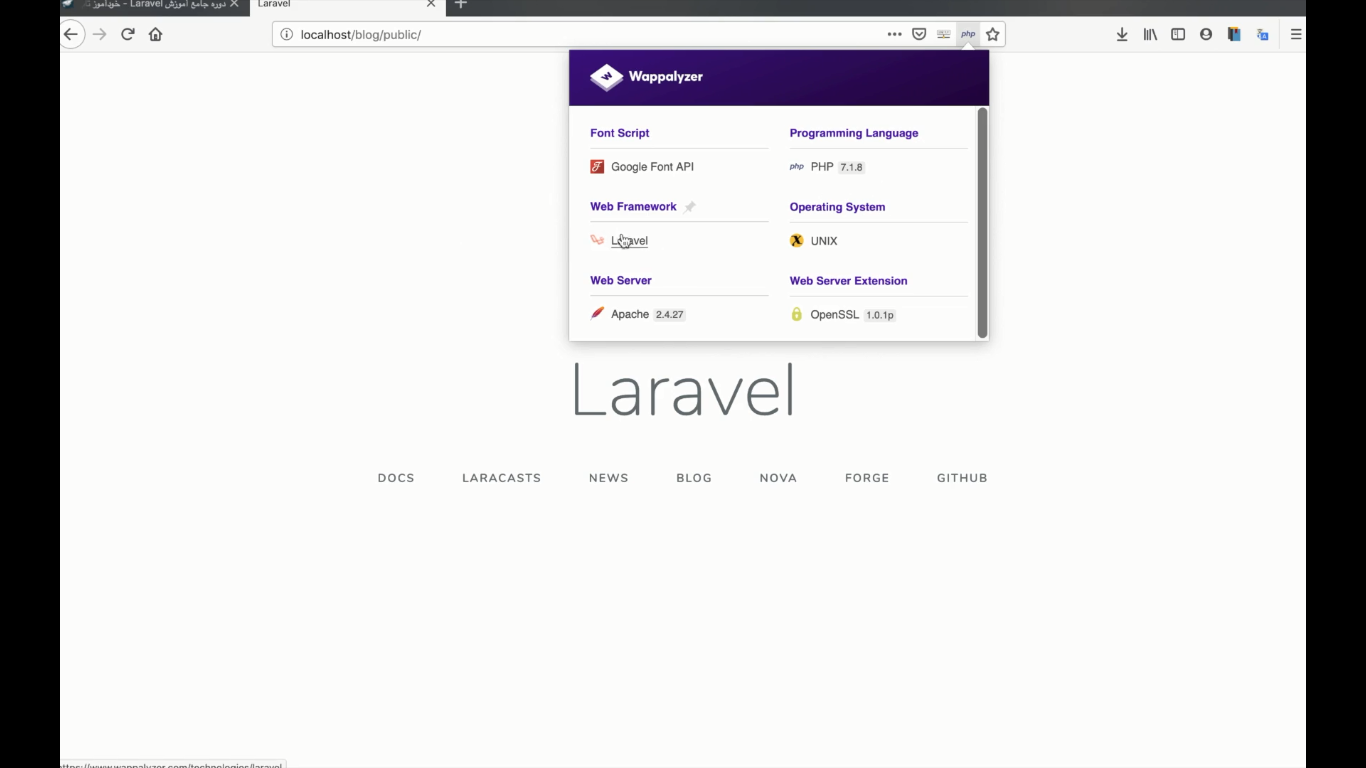 دوره جامع آموزش Laravel - خودآموز
Laravel
localhost/blog/public/
php
Wappalyzer
Font Script
Programming Language
Google Font API
php PHP 7.1.8
Web Framework
Operating System
Laravel
UNIX
Web Server
Web Server Extension
Apache 2.4.27
OpenSSL 1.0.1p
Laravel
DOCS LARACASTS NEWS BLOG NOVA FORGE GITHUB
https://www.wappalyzer.com/technologies/laravel